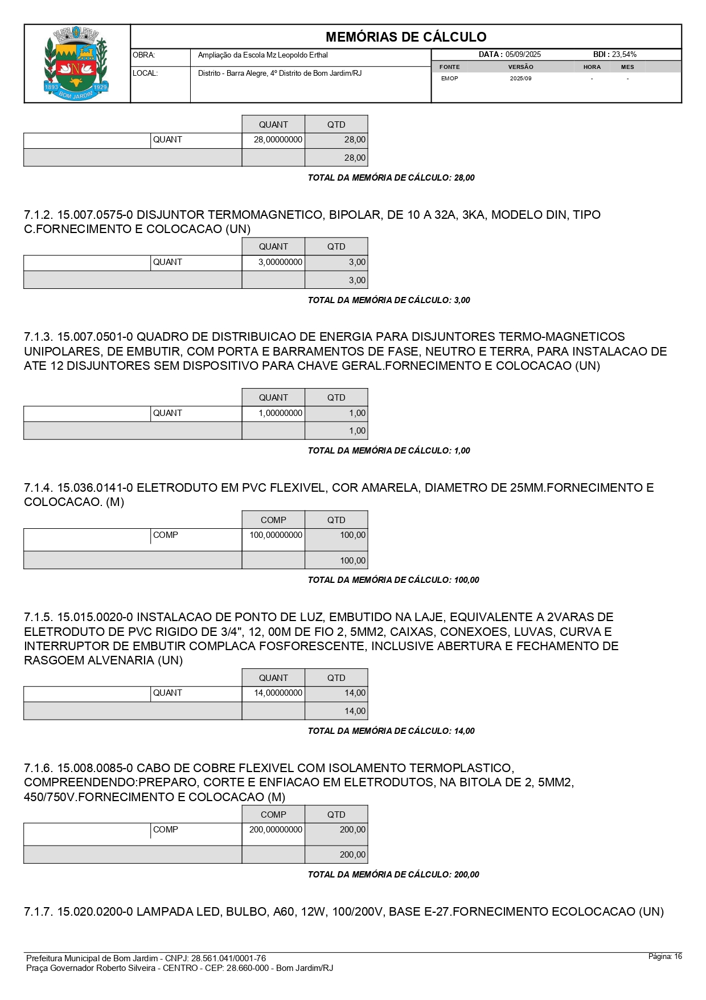 MEMÓRIAS DE CÁLCULO
OBRA: Ampliação da Escola Mz Leopoldo Erthal
DATA : 05/09/2025 BDI : 23,54%
FONTE VERSÃO HORA MES
LOCAL: Distrito - Barra Alegre, 4º Distrito de Bom Jardim/RJ
EMOP 2025/09 - -
1893 1929
BOM JARDIM
QUANT QTD
QUANT 28,00000000 28,00
28,00
TOTAL DA MEMÓRIA DE CÁLCULO: 28,00
7.1.2. 15.007.0575-0 DISJUNTOR TERMOMAGNETICO, BIPOLAR, DE 10 A 32A, 3KA, MODELO DIN, TIPO
C.FORNECIMENTO E COLOCACAO (UN)
QUANT QTD
QUANT 3,00000000 3,00
3,00
TOTAL DA MEMÓRIA DE CÁLCULO: 3,00
7.1.3. 15.007.0501-0 QUADRO DE DISTRIBUICAO DE ENERGIA PARA DISJUNTORES TERMO-MAGNETICOS
UNIPOLARES, DE EMBUTIR, COM PORTA E BARRAMENTOS DE FASE, NEUTRO E TERRA, PARA INSTALACAO DE
ATE 12 DISJUNTORES SEM DISPOSITIVO PARA CHAVE GERAL.FORNECIMENTO E COLOCACAO (UN)
QUANT QTD
QUANT 1,00000000 1,00
1,00
TOTAL DA MEMÓRIA DE CÁLCULO: 1,00
7.1.4. 15.036.0141-0 ELETRODUTO EM PVC FLEXIVEL, COR AMARELA, DIAMETRO DE 25MM.FORNECIMENTO E
COLOCACAO. (M)
COMP QTD
COMP 100,00000000 100,00
100,00
TOTAL DA MEMÓRIA DE CÁLCULO: 100,00
7.1.5. 15.015.0020-0 INSTALACAO DE PONTO DE LUZ, EMBUTIDO NA LAJE, EQUIVALENTE A 2VARAS DE
ELETRODUTO DE PVC RIGIDO DE 3/4", 12, 00M DE FIO 2, 5MM2, CAIXAS, CONEXOES, LUVAS, CURVA E
INTERRUPTOR DE EMBUTIR COMPLACA FOSFORESCENTE, INCLUSIVE ABERTURA E FECHAMENTO DE
RASGOEM ALVENARIA (UN)
QUANT QTD
QUANT 14,00000000 14,00
14,00
TOTAL DA MEMÓRIA DE CÁLCULO: 14,00
7.1.6. 15.008.0085-0 CABO DE COBRE FLEXIVEL COM ISOLAMENTO TERMOPLASTICO,
COMPREENDENDO:PREPARO, CORTE E ENFIACAO EM ELETRODUTOS, NA BITOLA DE 2, 5MM2,
450/750V.FORNECIMENTO E COLOCACAO (M)
COMP QTD
COMP 200,00000000 200,00
200,00
TOTAL DA MEMÓRIA DE CÁLCULO: 200,00
7.1.7. 15.020.0200-0 LAMPADA LED, BULBO, A60, 12W, 100/200V, BASE E-27.FORNECIMENTO ECOLOCACAO (UN)
Prefeitura Municipal de Bom Jardim - CNPJ: 28.561.041/0001-76 Página: 16
Praça Governador Roberto Silveira - CENTRO - CEP: 28.660-000 - Bom Jardim/RJ